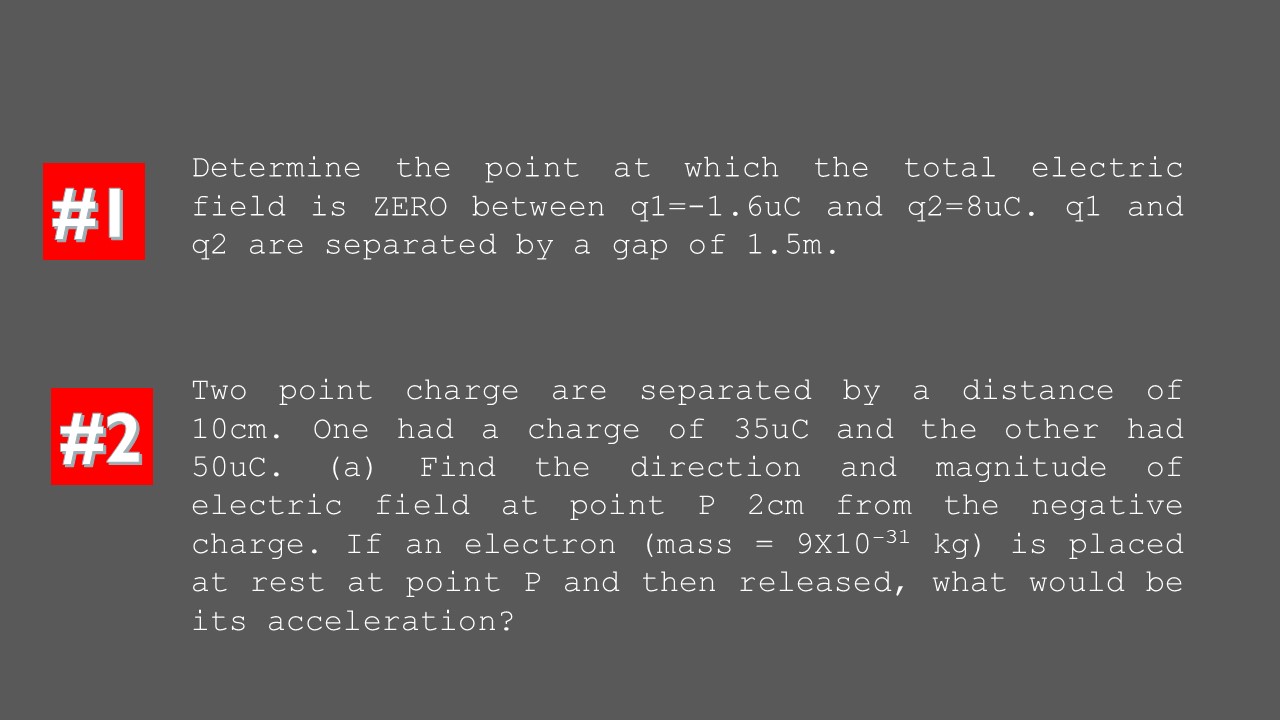 #1
Determine the point at which the total electric
field is ZERO between q1=-1.6uC and q2=8uC. q1 and
q2 are separated by a gap of 1.5m.
#2
Two point charge are separated by a distance of
10cm. One had a charge of 35uC and the other had
50uC. (a) Find the direction and magnitude of
electric field at point P 2cm from the negative
charge. If an electron (mass = 9X10⁻³¹ kg) is placed
at rest at point P and then released, what would be
its acceleration?